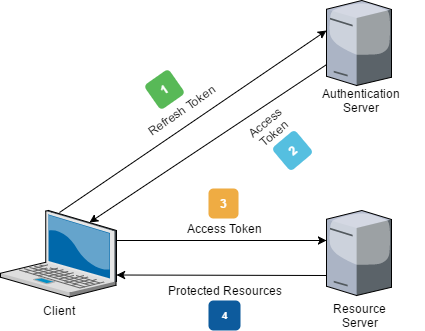 1
Refresh Token
Authentication
Server
Access
Token
2
3
Access Token
Protected Resources
4
Client
Resource
Server